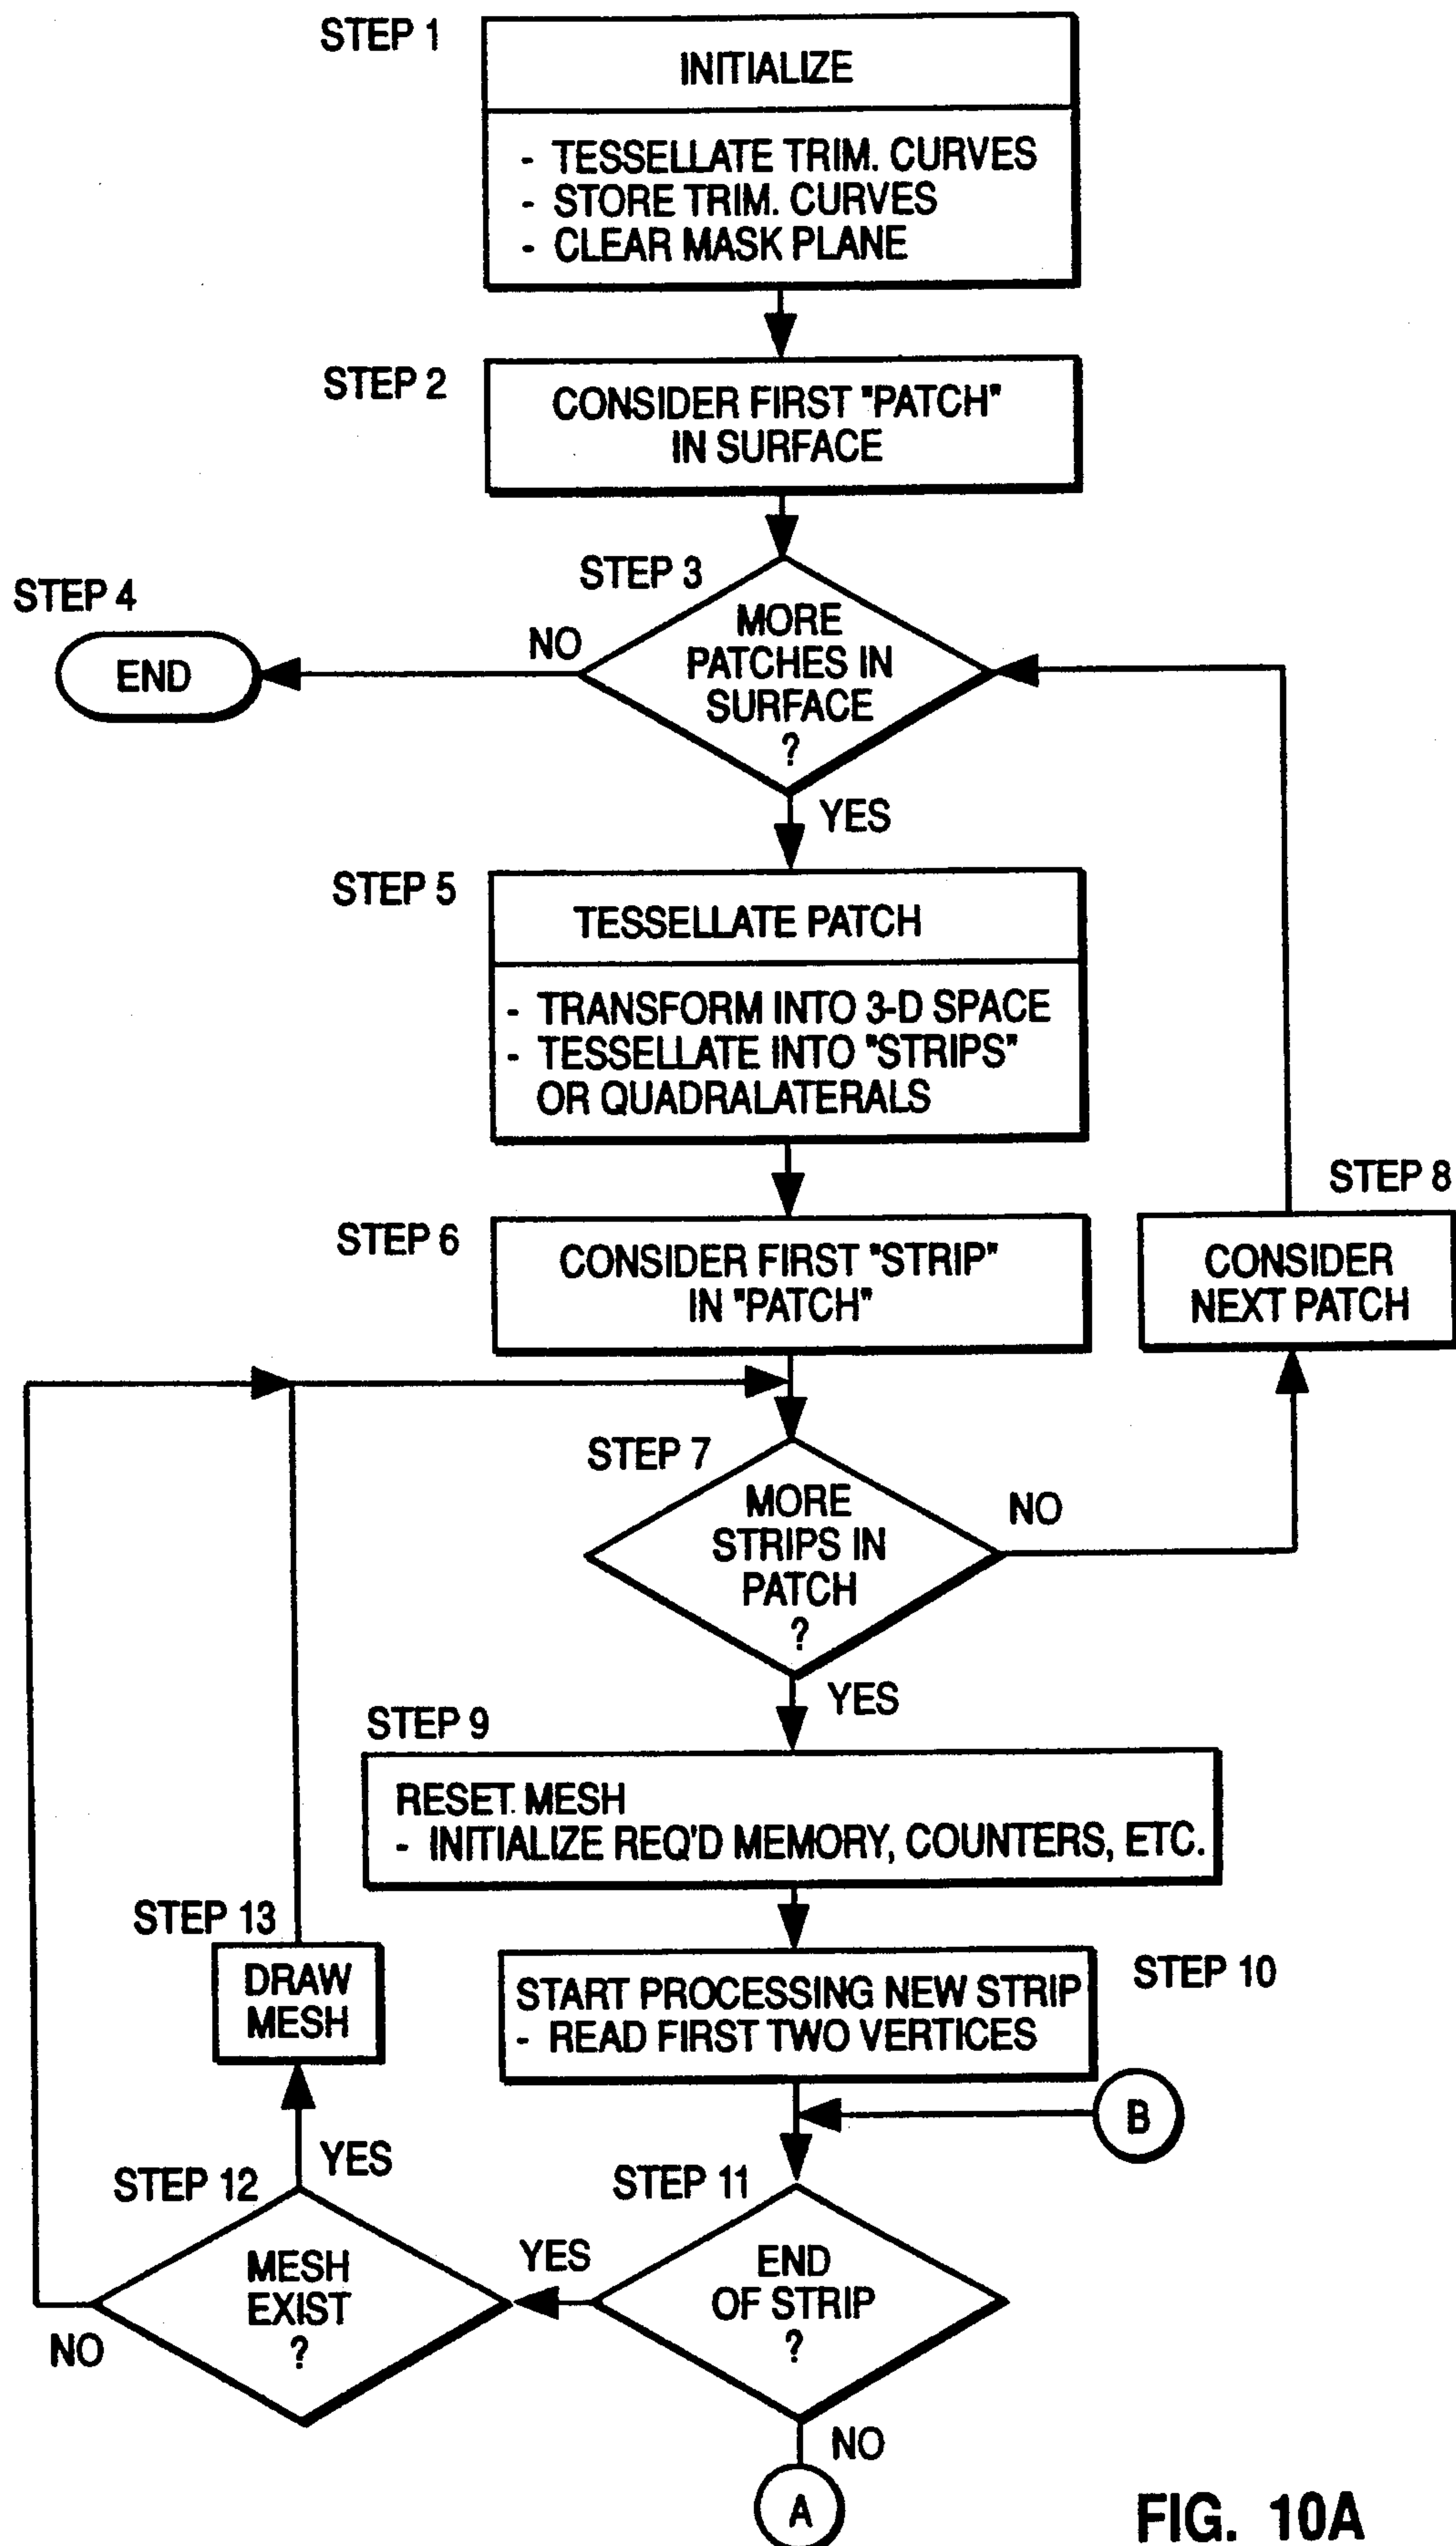 STEP 1
INITIALIZE
- TESSELLATE TRIM. CURVES
- STORE TRIM. CURVES
- CLEAR MASK PLANE
STEP 2
CONSIDER FIRST "PATCH"
IN SURFACE
STEP 3
MORE
PATCHES IN
SURFACE
?
NO
STEP 4
END
YES
STEP 5
TESSELLATE PATCH
- TRANSFORM INTO 3-D SPACE
- TESSELLATE INTO "STRIPS"
OR QUADRALATERALS
STEP 6
CONSIDER FIRST "STRIP"
IN "PATCH"
STEP 8
CONSIDER
NEXT PATCH
STEP 7
MORE
STRIPS IN
PATCH
?
NO
YES
STEP 9
RESET MESH
- INITIALIZE REQ'D MEMORY, COUNTERS, ETC.
STEP 10
START PROCESSING NEW STRIP
- READ FIRST TWO VERTICES
B
STEP 11
END
OF STRIP
?
YES
NO
A
STEP 12
MESH
EXIST
?
YES
NO
STEP 13
DRAW
MESH
FIG. 10A